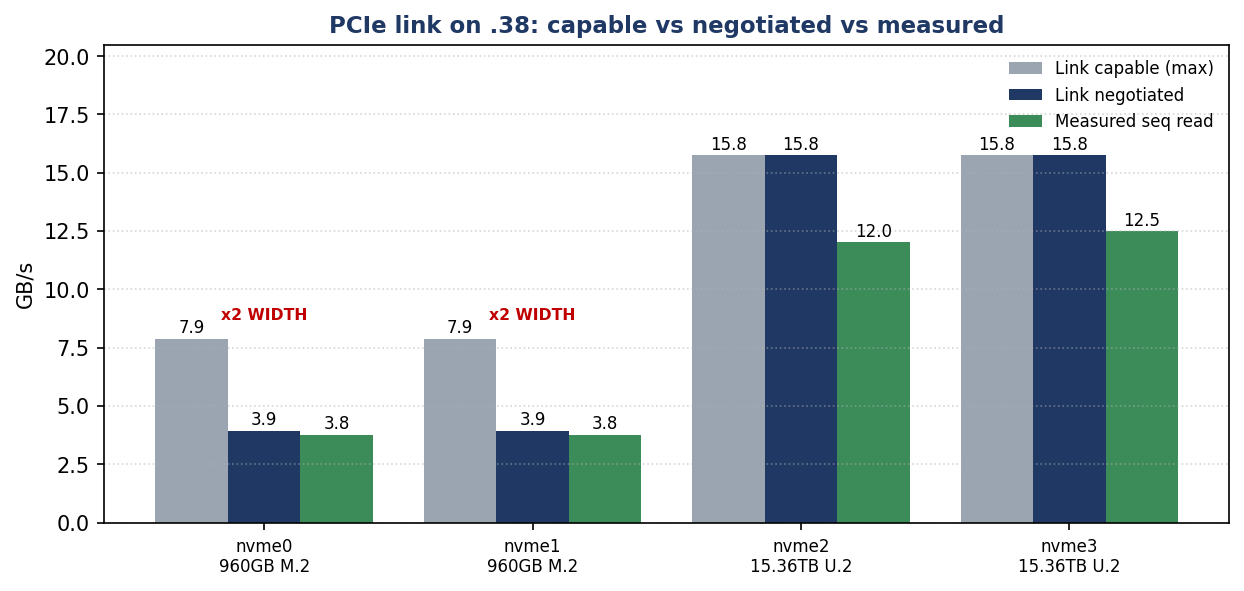 PCIe link on .38: capable vs negotiated vs measured
GB/s
20.0
17.5
15.0
12.5
10.0
7.5
5.0
2.5
0.0
Link capable (max)
Link negotiated
Measured seq read
7.9
x2 WIDTH
3.9
3.8
7.9
x2 WIDTH
3.9
3.8
15.8
15.8
12.0
15.8
15.8
12.5
nvme0
960GB M.2
nvme1
960GB M.2
nvme2
15.36TB U.2
nvme3
15.36TB U.2